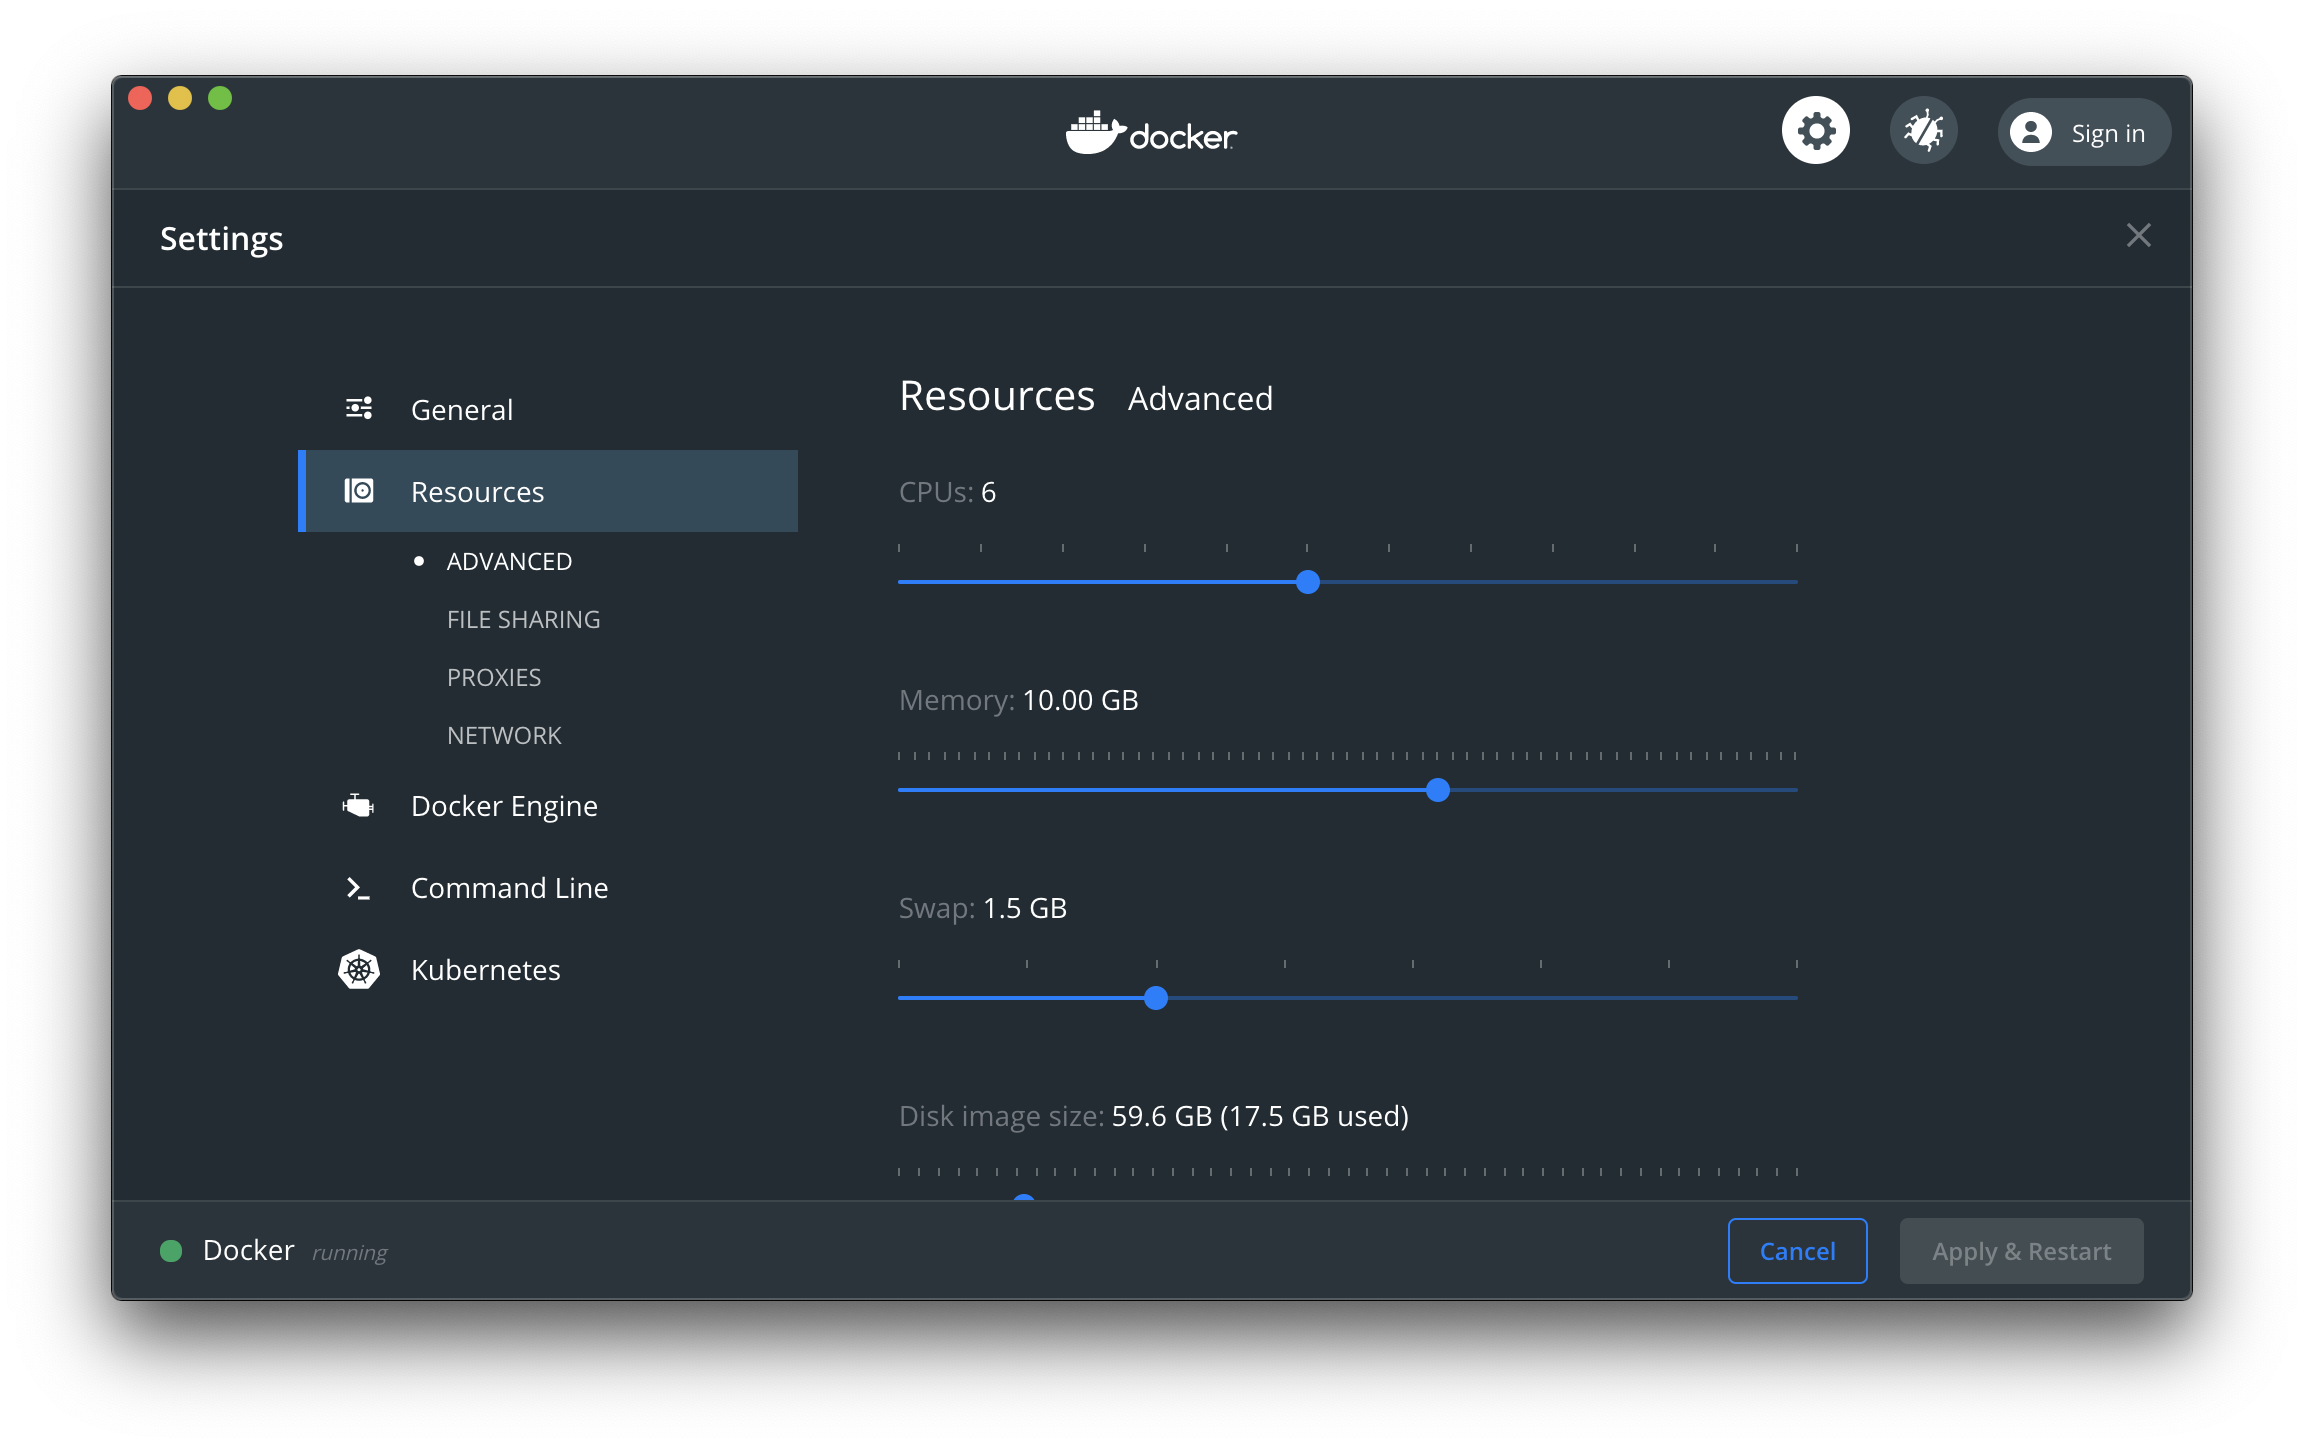 docker
Sign in
Settings
General
Resources
ADVANCED
FILE SHARING
PROXIES
NETWORK
Docker Engine
Command Line
Kubernetes
Resources Advanced
CPUs: 6
Memory: 10.00 GB
Swap: 1.5 GB
Disk image size: 59.6 GB (17.5 GB used)
Docker running
Cancel
Apply & Restart